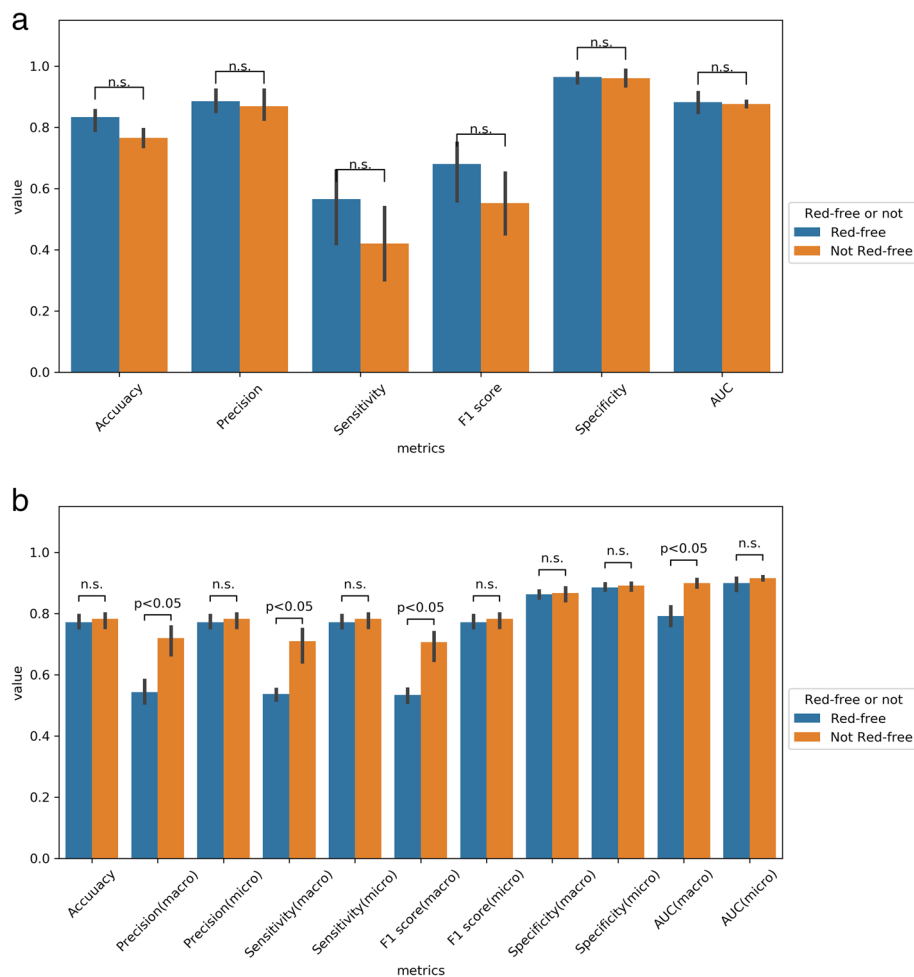 a
n.s.
n.s.
n.s.
n.s.
n.s.
n.s.
1.0
0.8
0.6
0.4
0.2
0.0
value
Accuuacy
Precision
Sensitivity
F1 score
Specificity
AUC
metrics
Red-free or not
Red-free
Not Red-free
b
n.s.
p<0.05
n.s.
p<0.05
n.s.
p<0.05
n.s.
n.s.
n.s.
p<0.05
n.s.
1.0
0.8
0.6
0.4
0.2
0.0
value
Accuuacy
Precision(macro)
Precision(micro)
Sensitivity(macro)
Sensitivity(micro)
F1 score(macro)
F1 score(micro)
Specificity(macro)
Specificity(micro)
AUC(macro)
AUC(micro)
metrics
Red-free or not
Red-free
Not Red-free